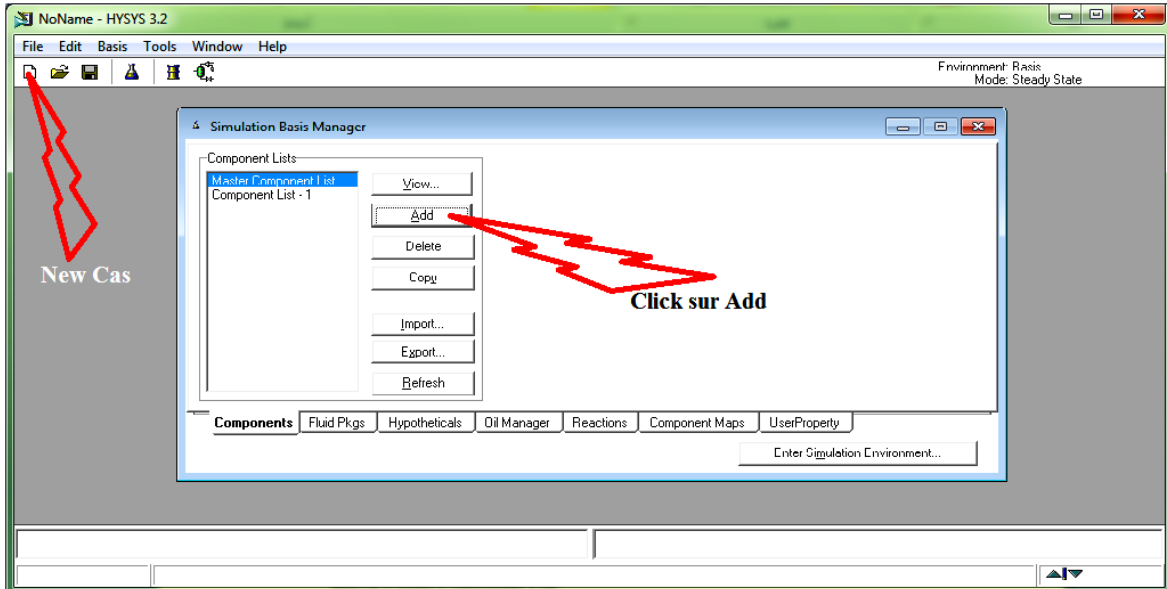 NoName - HYSYS 3.2
File Edit Basis Tools Window Help
Environment: Basis
Mode: Steady State
Simulation Basis Manager
Component Lists
Master Component List
Component List - 1
View...
Add
Delete
Copy
Import...
Export...
Refresh
New Cas
Click sur Add
Components Fluid Pkgs Hypotheticals Oil Manager Reactions Component Maps UserProperty
Enter Simulation Environment...